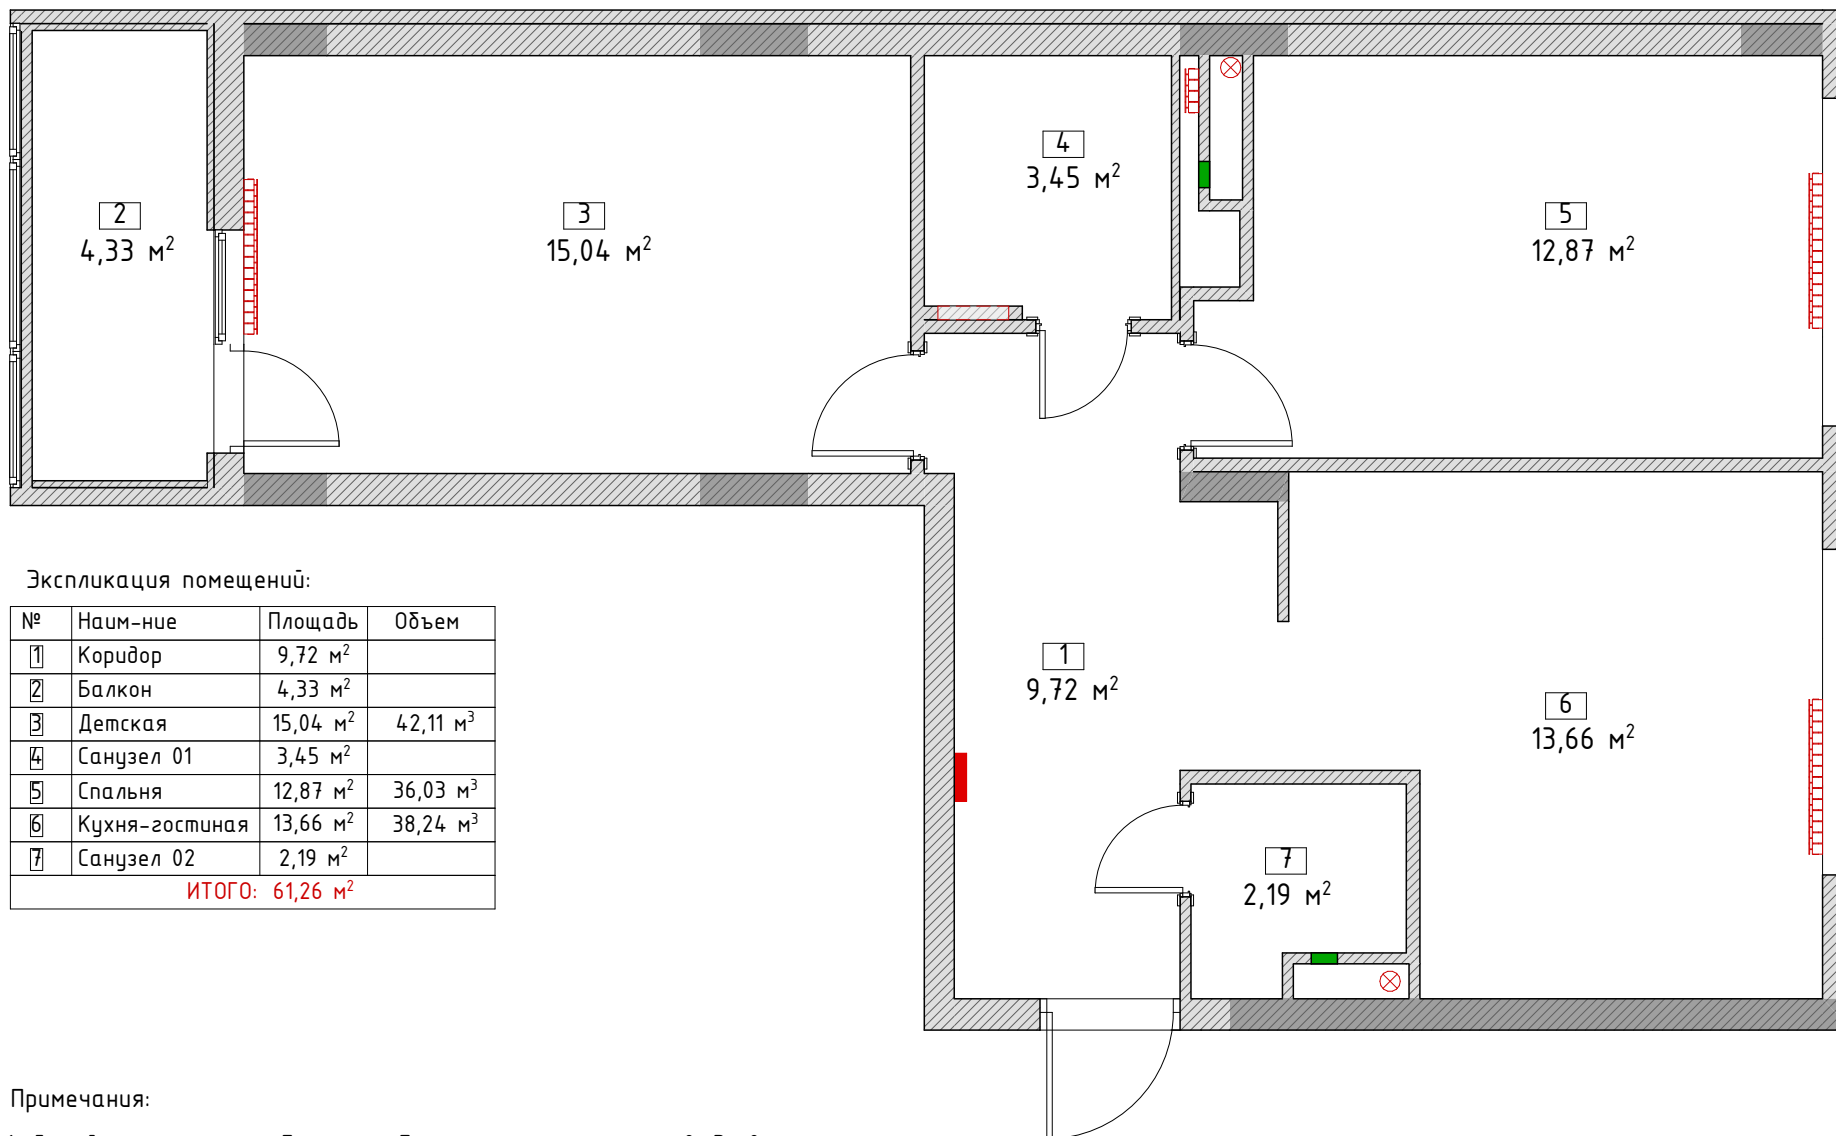 2
4,33 м²
3
15,04 м²
4
3,45 м²
5
12,87 м²
1
9,72 м²
6
13,66 м²
7
2,19 м²
Экспликация помещений:
№ Наим-ние Площадь Объем
1 Коридор 9,72 м²
2 Балкон 4,33 м²
3 Детская 15,04 м² 42,11 м³
4 Санузел 01 3,45 м²
5 Спальня 12,87 м² 36,03 м³
6 Кухня-гостиная 13,66 м² 38,24 м³
7 Санузел 02 2,19 м²
ИТОГО: 61,26 м²
Примечания: